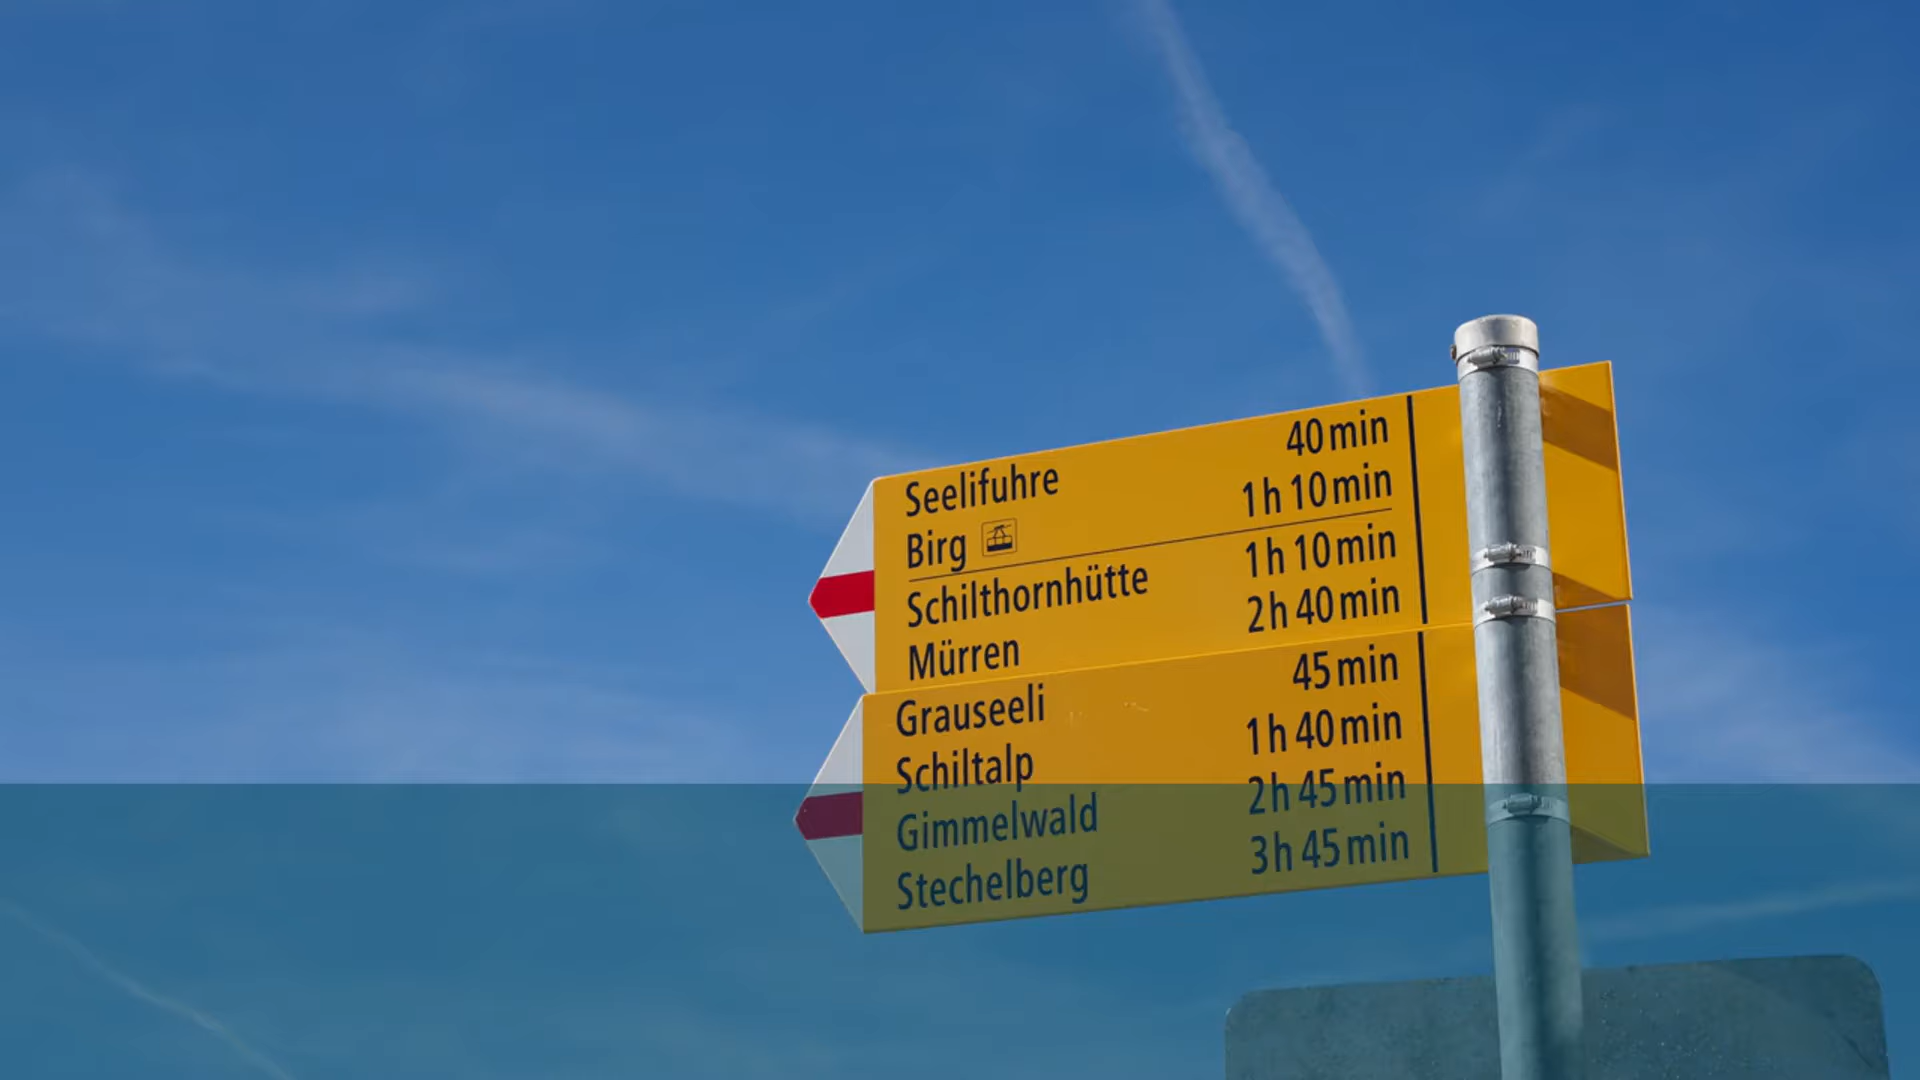 Seelifuhre 40 min
Birg 1 h 10 min
Schilthornhütte 1 h 10 min
Mürren 2 h 40 min
Grauseeli 45 min
Schiltalp 1 h 40 min
Gimmelwald 2 h 45 min
Stechelberg 3 h 45 min